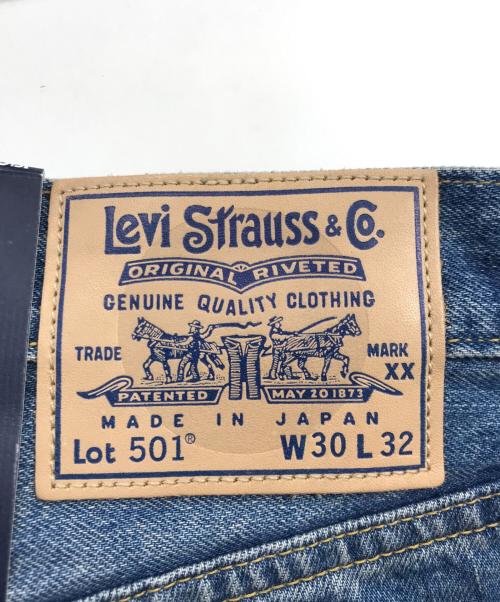 Levi Strauss & Co.
ORIGINAL RIVETED
GENUINE QUALITY CLOTHING
TRADE MARK
XX
PATENTED MAY 20 1873
MADE IN JAPAN
Lot 501® W30 L 32